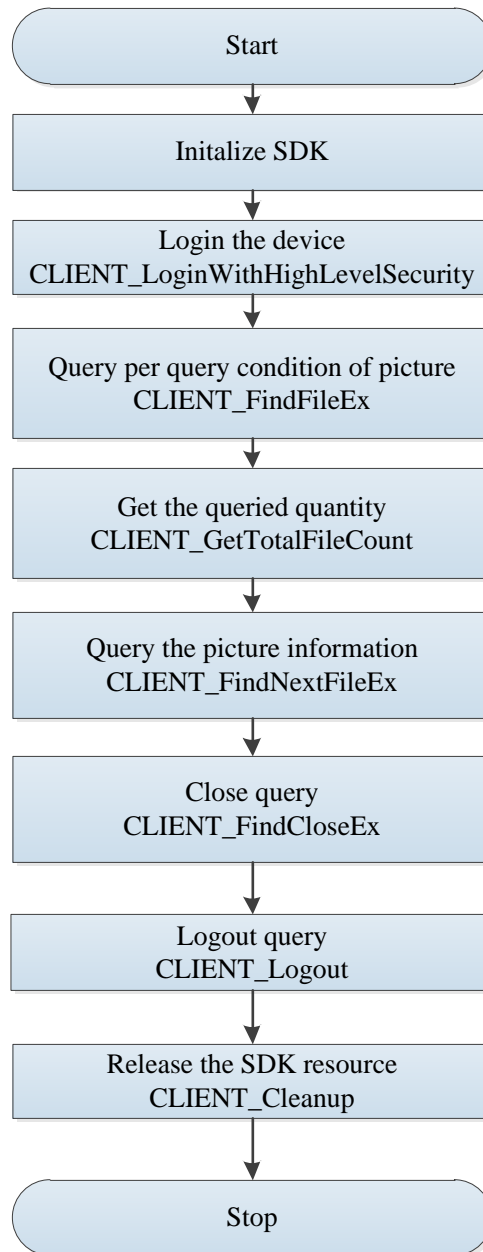 Start
Initalize SDK
Login the device
CLIENT_LoginWithHighLevelSecurity
Query per query condition of picture
CLIENT_FindFileEx
Get the queried quantity
CLIENT_GetTotalFileCount
Query the picture information
CLIENT_FindNextFileEx
Close query
CLIENT_FindCloseEx
Logout query
CLIENT_Logout
Release the SDK resource
CLIENT_Cleanup
Stop